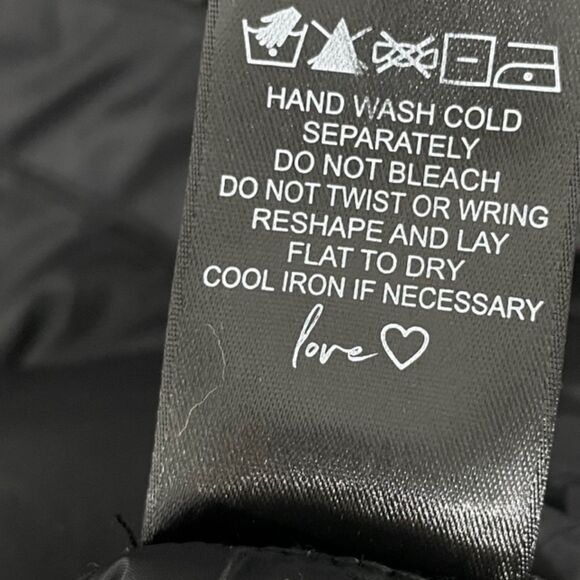 HAND WASH COLD
SEPARATELY
DO NOT BLEACH
DO NOT TWIST OR WRING
RESHAPE AND LAY
FLAT TO DRY
COOL IRON IF NECESSARY
love